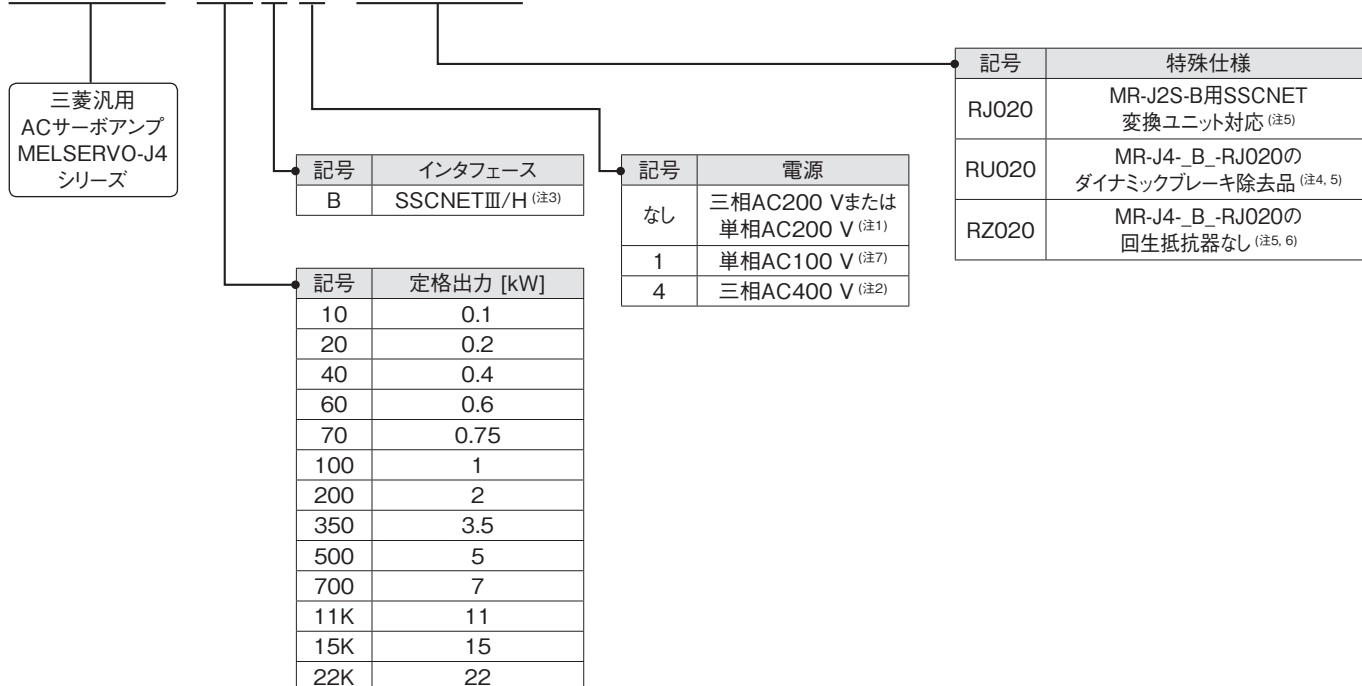 三菱汎用
ACサーボアンプ
MELSERVO-J4
シリーズ
記号 インタフェース
B SSCNETⅢ/H (注3)
記号 定格出力 [kW]
10 0.1
20 0.2
40 0.4
60 0.6
70 0.75
100 1
200 2
350 3.5
500 5
700 7
11K 11
15K 15
22K 22
記号 電源
なし 三相AC200 Vまたは
単相AC200 V (注1)
1 単相AC100 V (注7)
4 三相AC400 V (注2)
記号 特殊仕様
RJ020 MR-J2S-B用SSCNET
変換ユニット対応 (注5)
RU020 MR-J4-_B_-RJ020の
ダイナミックブレーキ除去品 (注4, 5)
RZ020 MR-J4-_B_-RJ020の
回生抵抗器なし (注5, 6)